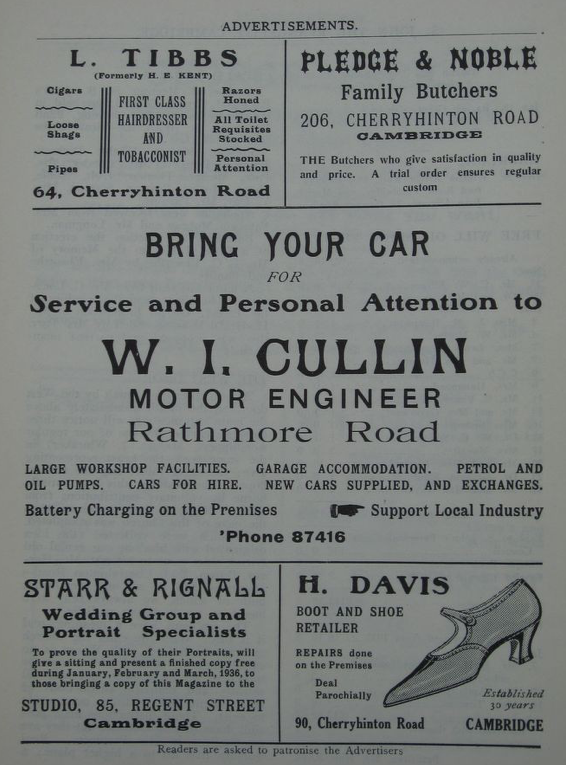 ADVERTISEMENTS.
L. TIBBS
(Formerly H. E. KENT)
Cigars
Loose
Shags
Pipes
FIRST CLASS
HAIRDRESSER
AND
TOBACCONIST
Razors
Honed
All Toilet
Requisites
Stocked
Personal
Attention
64, Cherryhinton Road
PLEDGE & NOBLE
Family Butchers
206, CHERRYHINTON ROAD
CAMBRIDGE
THE Butchers who give satisfaction in quality
and price. A trial order ensures regular
custom
BRING YOUR CAR
FOR
Service and Personal Attention to
W. I. CULLIN
MOTOR ENGINEER
Rathmore Road
LARGE WORKSHOP FACILITIES. GARAGE ACCOMMODATION. PETROL AND
OIL PUMPS. CARS FOR HIRE. NEW CARS SUPPLIED, AND EXCHANGES.
Battery Charging on the Premises Support Local Industry
'Phone 87416
STARR & RIGNALL
Wedding Group and
Portrait Specialists
To prove the quality of their Portraits, will
give a sitting and present a finished copy free
during January, February and March, 1936, to
those bringing a copy of this Magazine to the
STUDIO, 85, REGENT STREET
Cambridge
H. DAVIS
BOOT AND SHOE
RETAILER
REPAIRS done
on the Premises
Deal
Parochially
Established
30 years
90, Cherryhinton Road CAMBRIDGE
Readers are asked to patronise the Advertisers